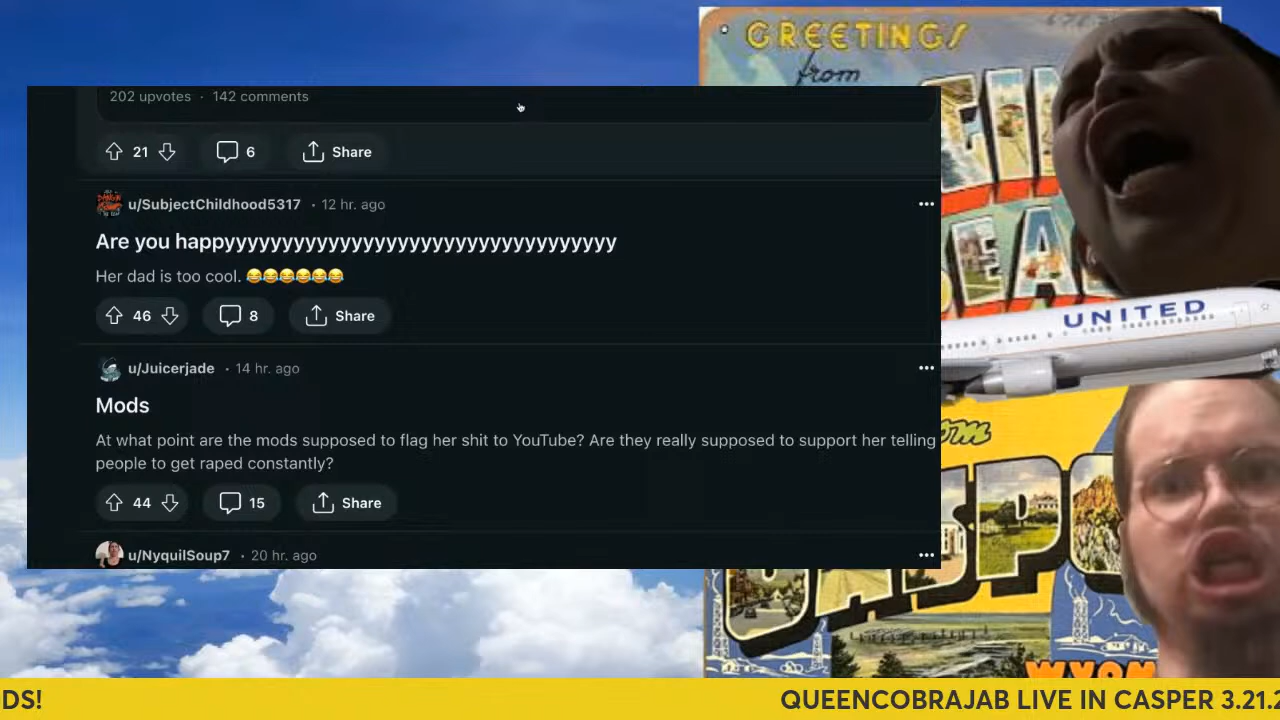 GREETINGS
from
202 upvotes · 142 comments
21 6 Share
u/SubjectChildhood5317 · 12 hr. ago
Are you happyyyyyyyyyyyyyyyyyyyyyyyyyyyyyyyyyy
Her dad is too cool. 😂😂😂😂😂😂
46 8 Share
UNITED
u/Juicerjade · 14 hr. ago
Mods
At what point are the mods supposed to flag her shit to YouTube? Are they really supposed to support her telling
people to get raped constantly?
44 15 Share
u/NyquilSoup7 · 20 hr. ago
DS! QUEENCOBRAJAB LIVE IN CASPER 3.21.2